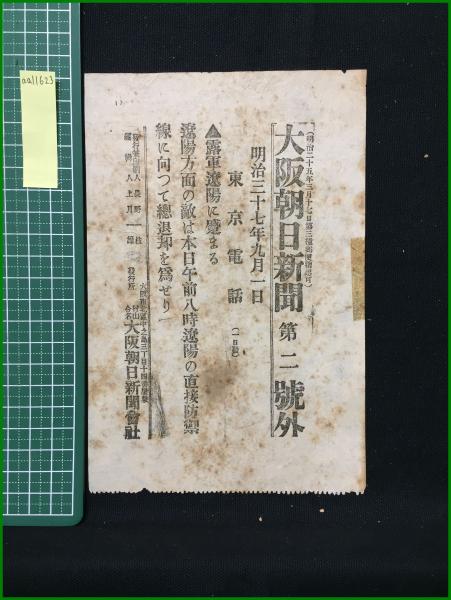 (明治二十五年三月十七日第三種郵便物認可)
大阪朝日新聞 第二號外
明治三十七年九月一日
東京電話 (一日發)
▲露軍遼陽に蹙まる
遼陽方面の敵は本日午前八時遼陽の直接防禦
線に向つて總退却を爲せり
發行所
大阪朝日新聞會社
aa11623